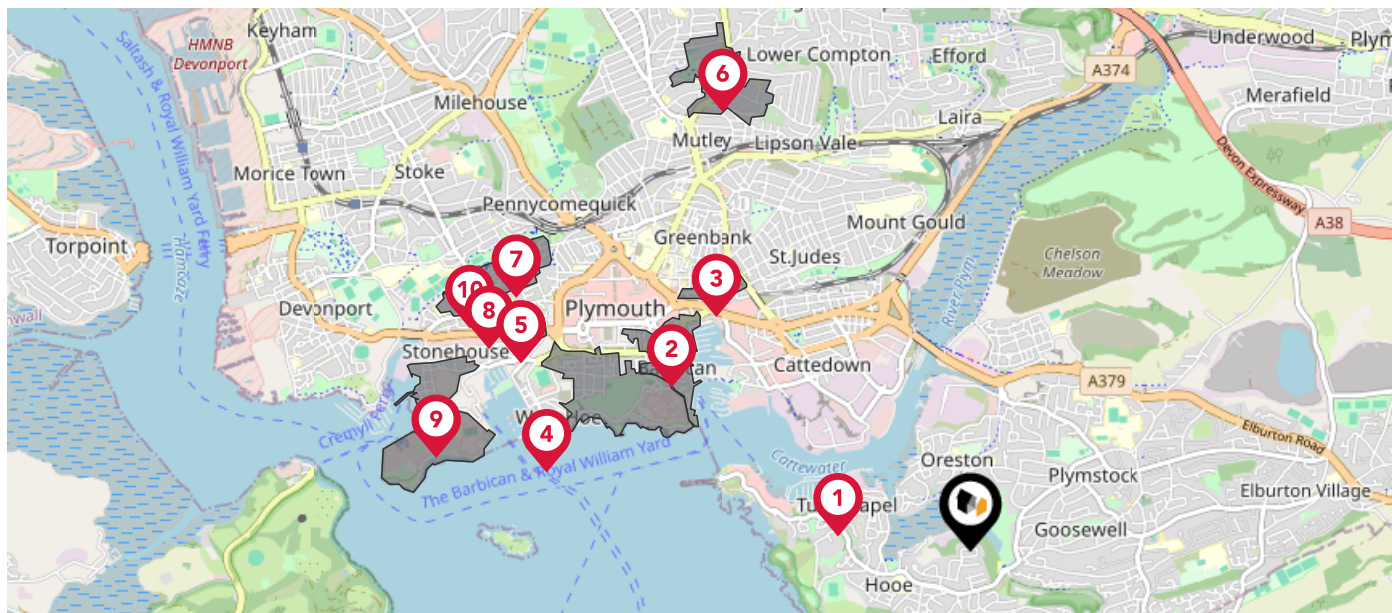 Keyham
HMNB
Devonport
Saltash & Royal William Yard Ferry
Lower Compton
Efford
Underwood
Plym
A374
6
Milehouse
Merafield
Laira
Mutley
Lipson Vale
Devon Expressway
Morice Town
Stoke
Pennycomequick
Mount Gould
A38
Torpoint
Hamoaze
Greenbank
St.Judes
Chelson
Meadow
7
3
10
River Plym
nwall
Devonport
8
Plymouth
5
2
Stonehouse
Cattedown
A379
9
4
Cremyll Ferry
Elburton Road
Cattewater
Oreston
Plymstock
The Barbican & Royal William Yard
Elburton Village
1
Goosewell
Hooe